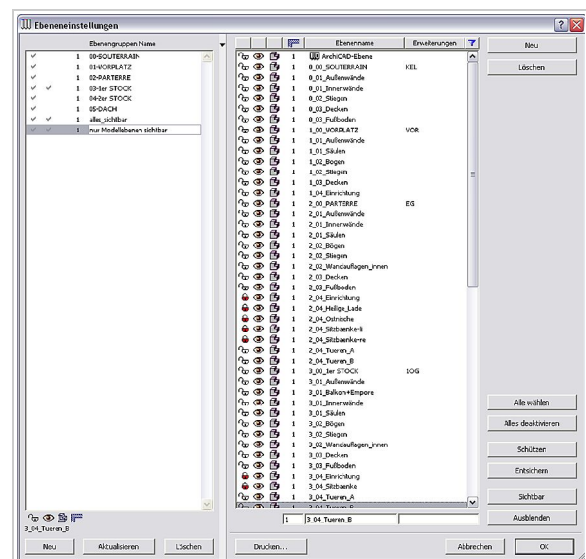 Ebeneneinstellungen
Ebenengruppen Name
1 00-SOUTERRAIN
1 01-VORPLATZ
1 02-PARTERRE
1 03-1er STOCK
1 04-2er STOCK
1 05-DACH
1 alles_sichtbar
1 nur Modellebenen sichtbar
3_04_Tueren_B
Neu Aktualisieren Löschen
Ebenenname Erweiterungen
1 ArchiCAD-Ebene
1 0_00_SOUTERRAIN KEL
1 0_01_Außenwände
1 0_01_Innerwände
1 0_02_Stiegen
1 0_03_Decken
1 0_03_Fußboden
1 1_00_VORPLATZ VOR
1 1_01_Außenwände
1 1_01_Säulen
1 1_02_Bogen
1 1_02_Stiegen
1 1_03_Decken
1 1_04_Einrichtung
1 2_00_PARTERRE EG
1 2_01_Außenwände
1 2_01_Innerwände
1 2_01_Säulen
1 2_02_Bögen
1 2_02_Stiegen
1 2_02_Wandauflagen_innen
1 2_03_Decken
1 2_03_Fußboden
1 2_04_Einrichtung
1 2_04_Heilige_Lade
1 2_04_Ostnische
1 2_04_Sitzbaenke-li
1 2_04_Sitzbaenke-re
1 2_04_Tueren_A
1 2_04_Tueren_B
1 3_00_1er STOCK 1OG
1 3_01_Außenwände
1 3_01_Balkon+Empore
1 3_01_Innerwände
1 3_01_Säulen
1 3_02_Bögen
1 3_02_Stiegen
1 3_02_Wandauflagen_innen
1 3_03_Decken
1 3_03_Fußboden
1 3_04_Einrichtung
1 3_04_Sitzbaenke
1 3_04_Tueren_A
1 3_04_Tueren_B
1 3_04_Tueren_B
Neu
Löschen
Alle wählen
Alles deaktivieren
Schützen
Entsichern
Sichtbar
Ausblenden
Drucken... Abbrechen OK